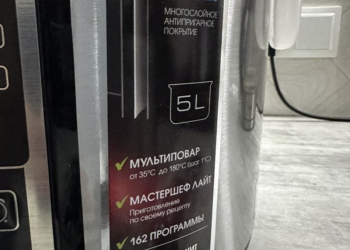 МНОГОСЛОЙНОЕ
АНТИПРИГАРНОЕ
ПОКРЫТИЕ
5L
МУЛЬТИПОВАР
от 35°C до 180°C (шаг 1°C)
МАСТЕРШЕФ ЛАЙТ
Приготовление
по своему рецепту
162 ПРОГРАММЫ